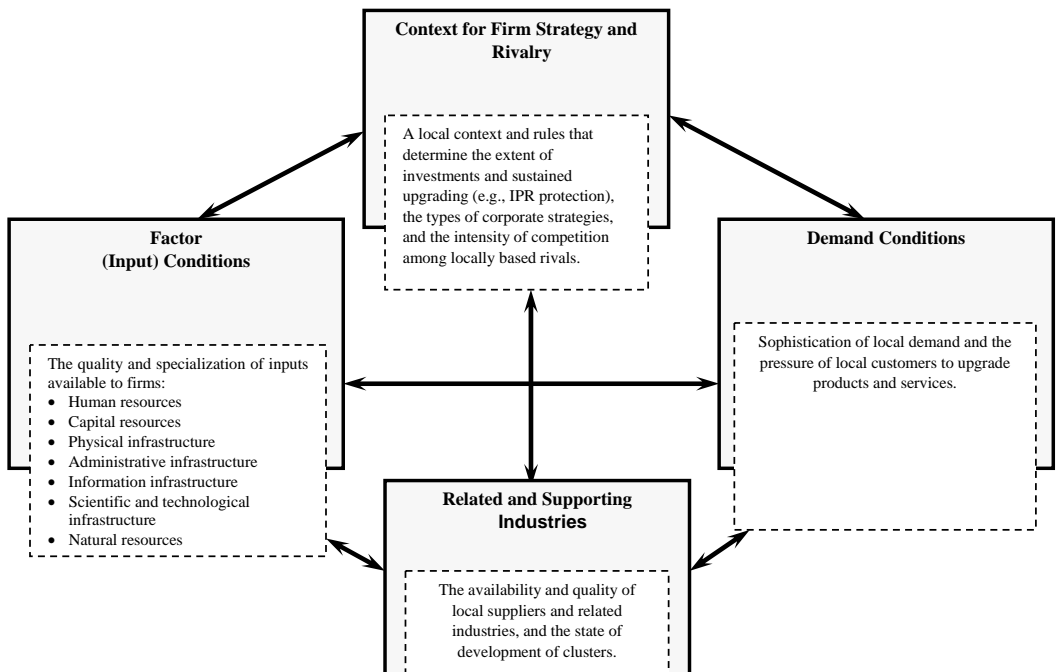 Context for Firm Strategy and
Rivalry
A local context and rules that
determine the extent of
investments and sustained
upgrading (e.g., IPR protection),
the types of corporate strategies,
and the intensity of competition
among locally based rivals.
Factor
(Input) Conditions
The quality and specialization of inputs
available to firms:
• Human resources
• Capital resources
• Physical infrastructure
• Administrative infrastructure
• Information infrastructure
• Scientific and technological
infrastructure
• Natural resources
Demand Conditions
Sophistication of local demand and the
pressure of local customers to upgrade
products and services.
Related and Supporting
Industries
The availability and quality of
local suppliers and related
industries, and the state of
development of clusters.